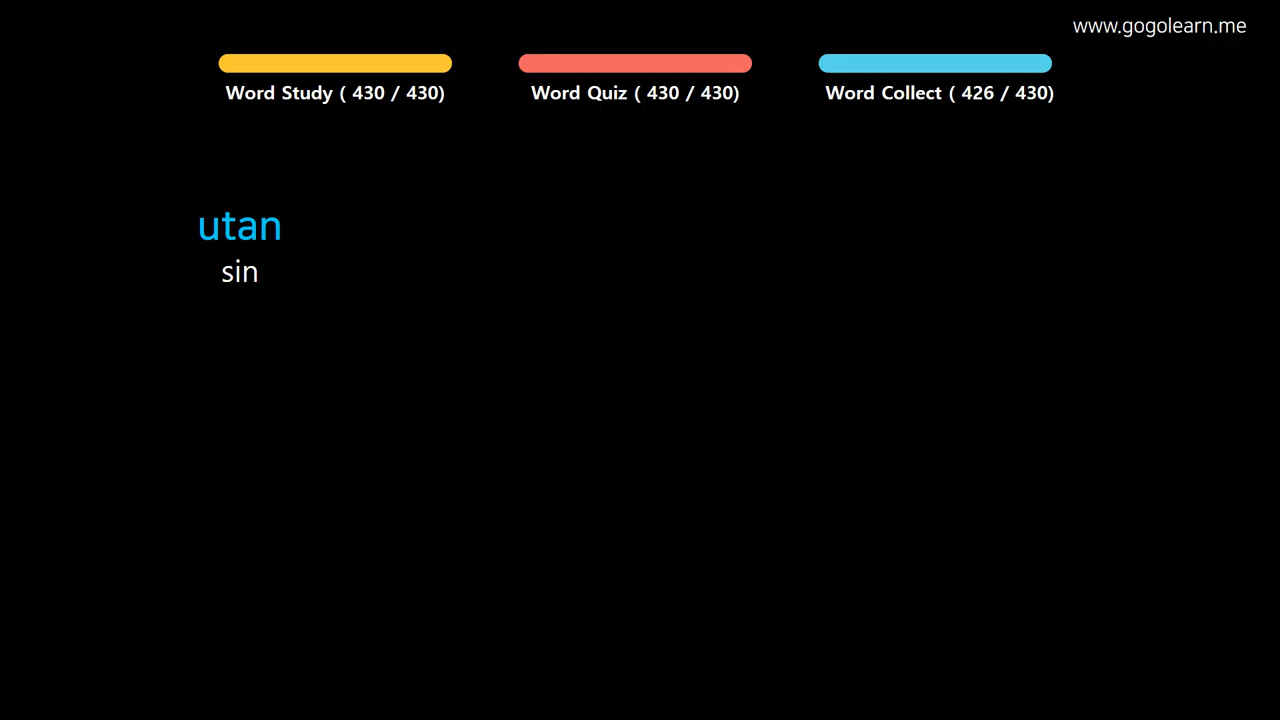 www.gogolearn.me
Word Study ( 430 / 430)
Word Quiz ( 430 / 430)
Word Collect ( 426 / 430)
utan
sin